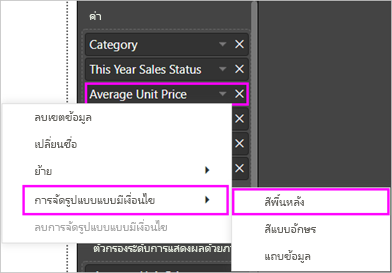 ค่า
Category
This Year Sales Status
Average Unit Price
ลบเขตข้อมูล
เปลี่ยนชื่อ
ย้าย
การจัดรูปแบบแบบมีเงื่อนไข
สีพื้นหลัง
ลบการจัดรูปแบบแบบมีเงื่อนไข
สีแบบอักษร
ตัวกรองระดับการแสดงผลด้วยภา
แถบข้อมูล